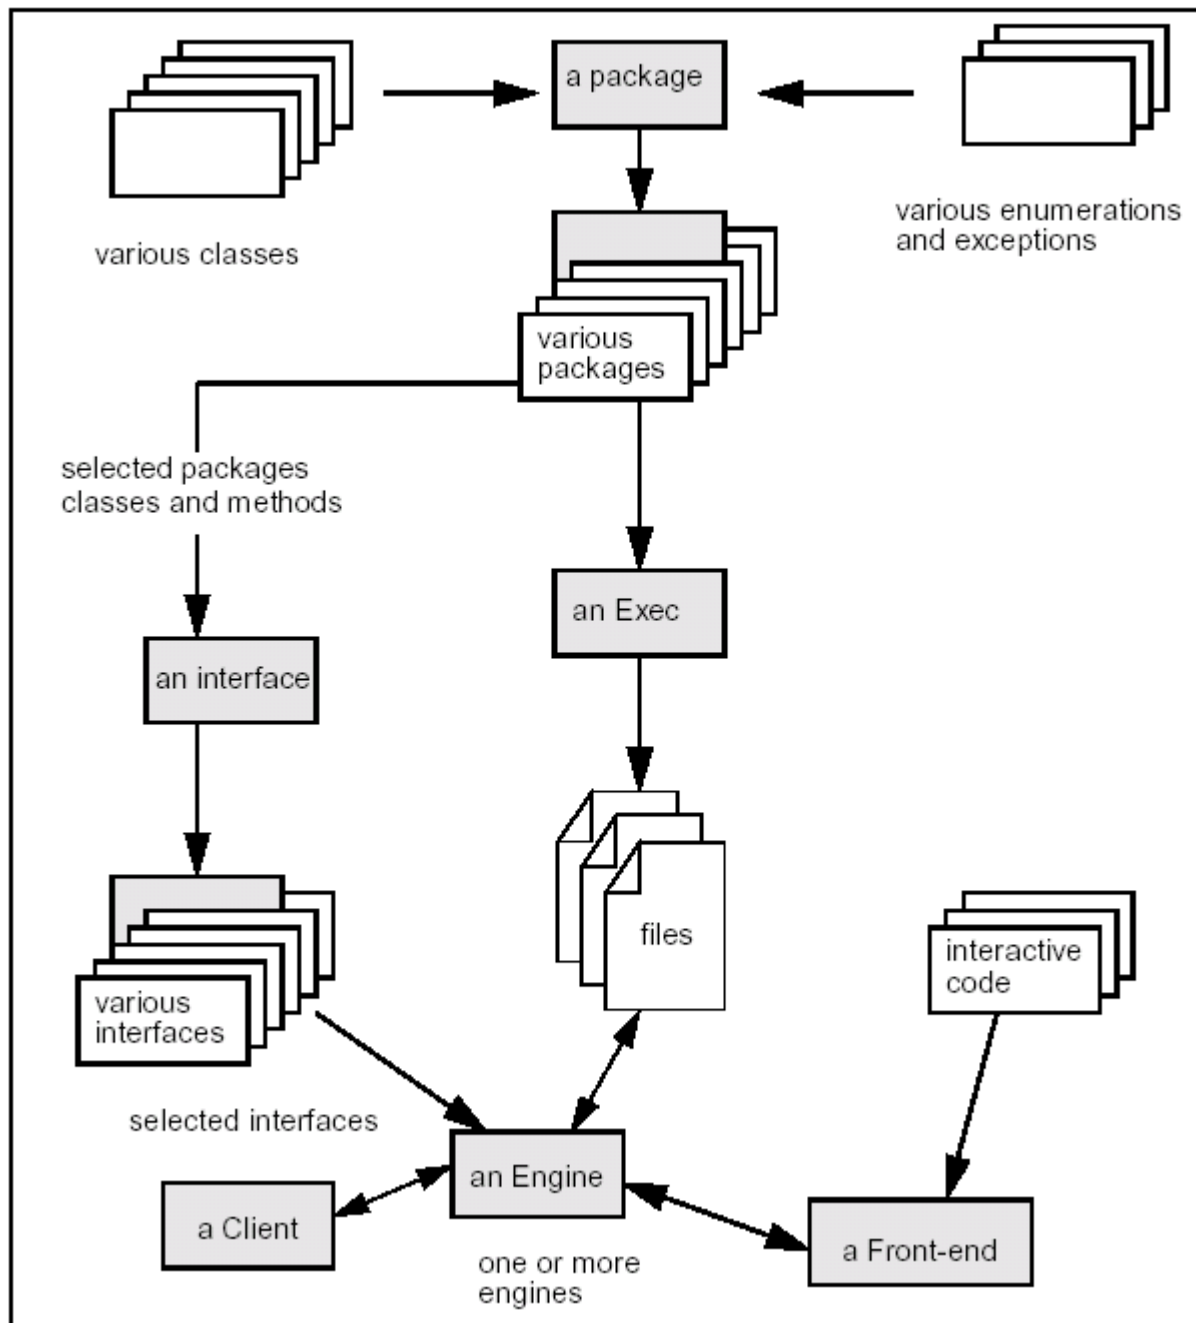 a package
various enumerations
and exceptions
various classes
various
packages
selected packages
classes and methods
an Exec
an interface
files
interactive
code
various
interfaces
selected interfaces
an Engine
a Client
a Front-end
one or more
engines